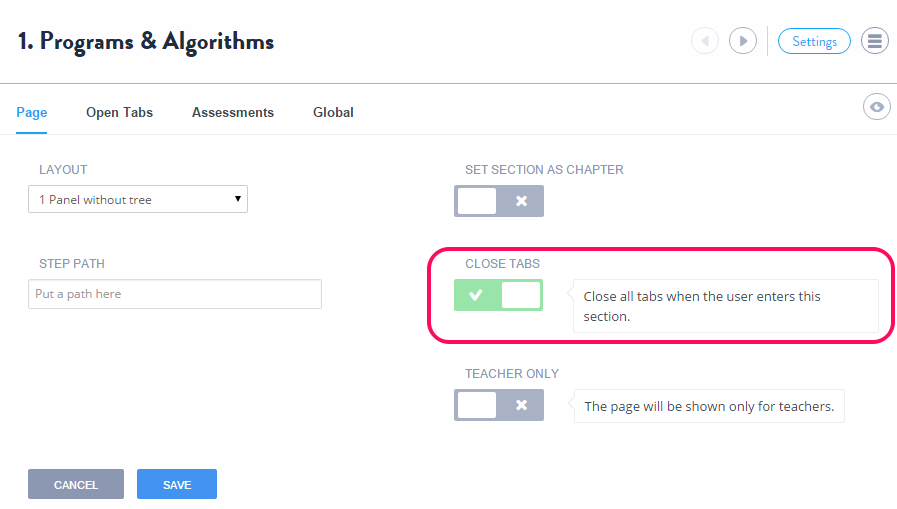 1. Programs & Algorithms
Settings
Page
Open Tabs
Assessments
Global
LAYOUT
1 Panel without tree
STEP PATH
Put a path here
SET SECTION AS CHAPTER
CLOSE TABS
Close all tabs when the user enters this
section.
TEACHER ONLY
The page will be shown only for teachers.
CANCEL
SAVE